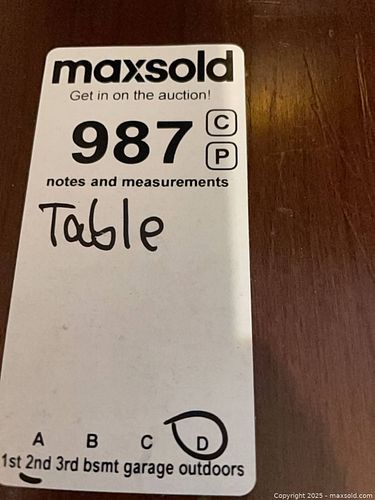 maxsold
Get in on the auction!
987 C
P
notes and measurements
Table
A B C D
1st 2nd 3rd bsmt garage outdoors
Copyright 2025 - maxsold.com